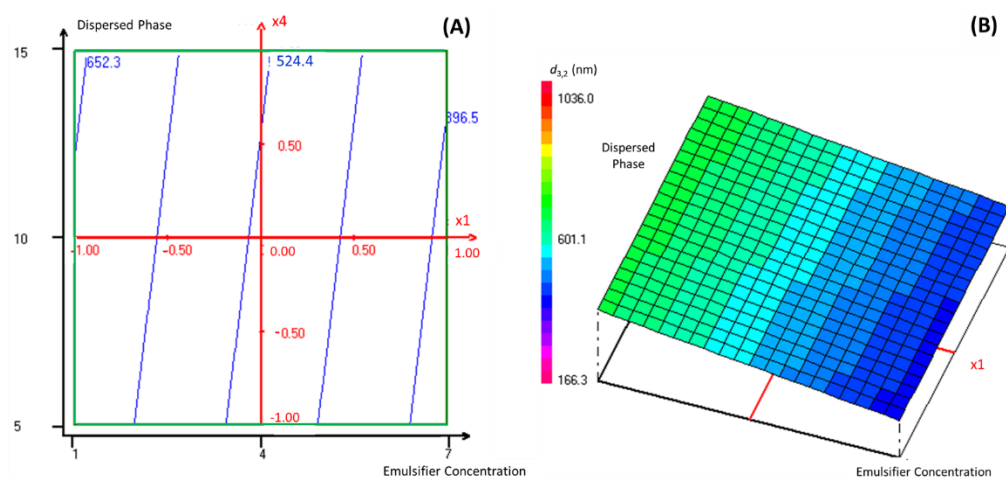 (A)
Dispersed Phase
x4
15
652.3
524.4
396.5
0.50
x1
10
-1.00
-0.50
0.00
0.50
1.00
-0.50
-1.00
5
1
4
7
Emulsifier Concentration
(B)
d3,2 (nm)
1036.0
Dispersed
Phase
601.1
x1
166.3
Emulsifier Concentration